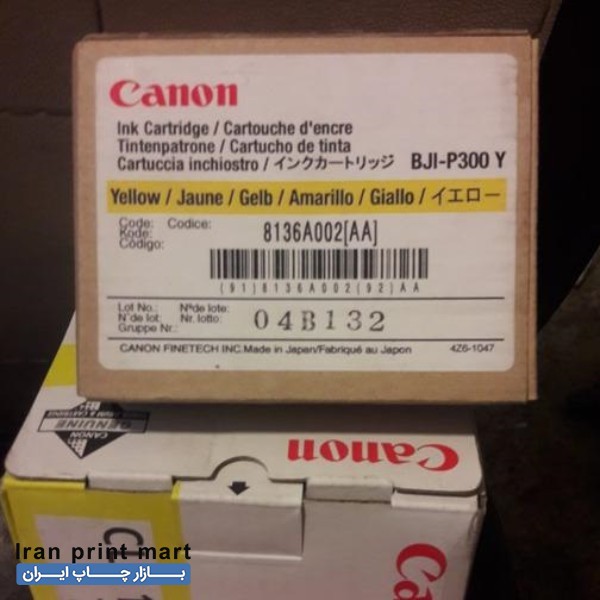 Canon
Ink Cartridge / Cartouche d'encre
Tintenpatrone / Cartucho de tinta
Cartuccia inchiostro / インクカートリッジ BJI-P300 Y
Yellow / Jaune / Gelb / Amarillo / Giallo / イエロー
Code: Codice:
Kode:
Código:
8136A002[AA]
(91)8136A002(92)AA
Lot No.: Nºde lote:
N°de lot: Nr. lotto:
Gruppe Nr.:
04B132
CANON FINETECH INC. Made in Japan/Fabriqué au Japon 4Z6-1047
CANON
GENUINE
Canon
Iran print mart
بازار چاپ ایران